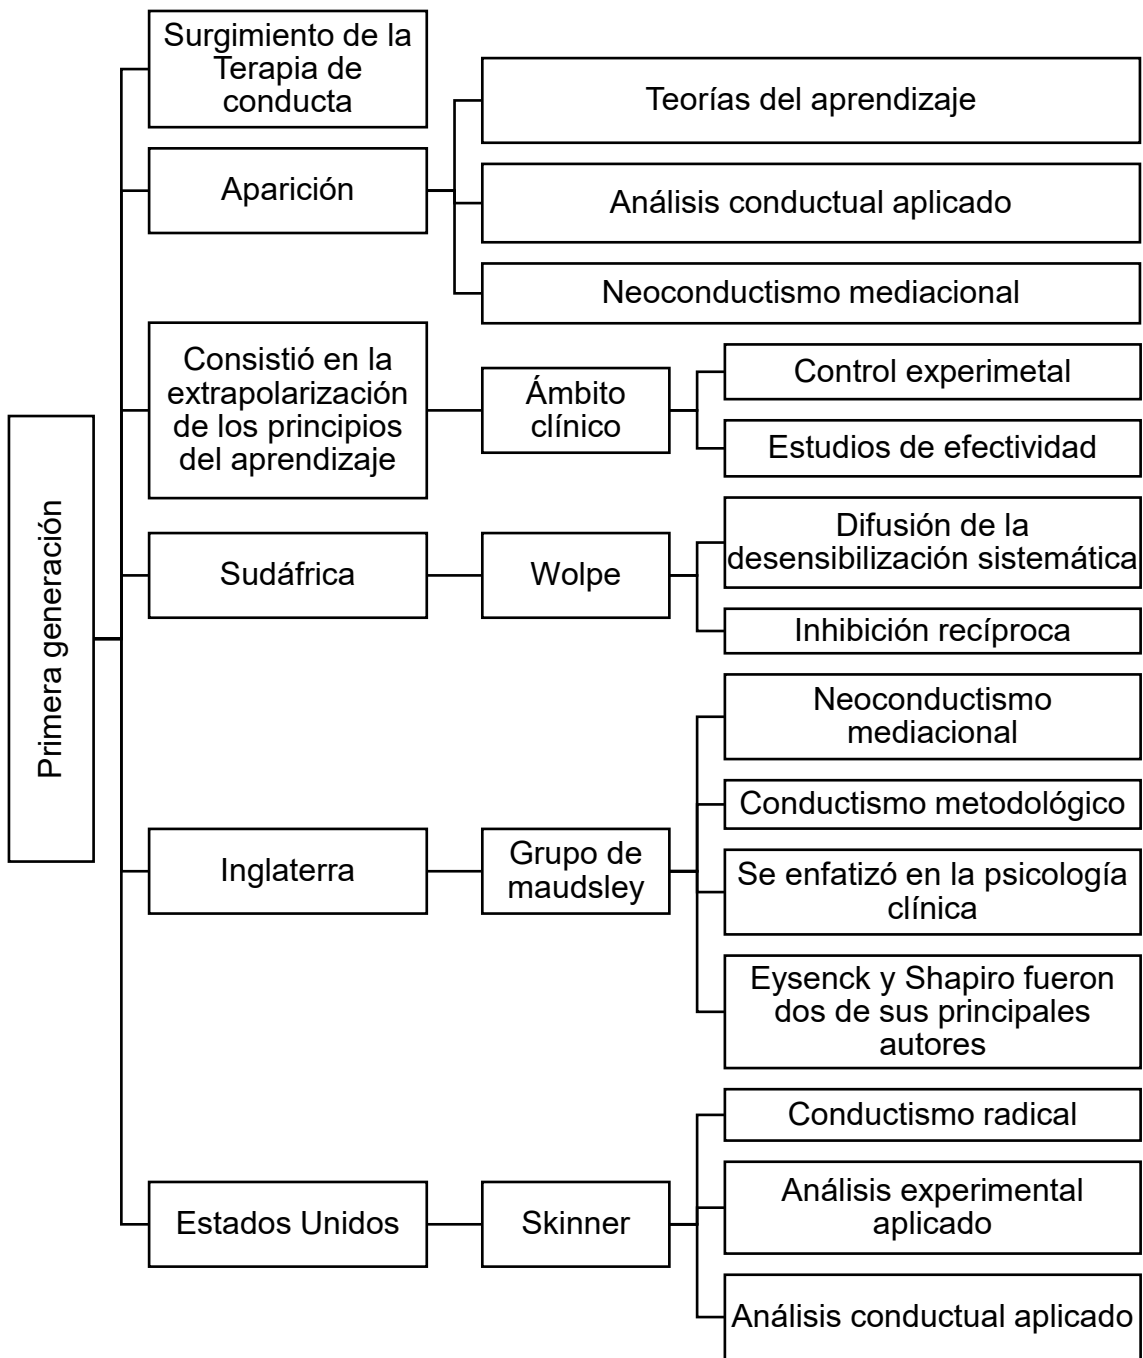 Primera generación
Surgimiento de la
Terapia de
conducta
Aparición
Teorías del aprendizaje
Análisis conductual aplicado
Neoconductismo mediacional
Consistió en la
extrapolarización
de los principios
del aprendizaje
Ámbito
clínico
Control experimetal
Estudios de efectividad
Sudáfrica
Wolpe
Difusión de la
desensibilización sistemática
Inhibición recíproca
Inglaterra
Grupo de
maudsley
Neoconductismo
mediacional
Conductismo metodológico
Se enfatizó en la psicología
clínica
Eysenck y Shapiro fueron
dos de sus principales
autores
Estados Unidos
Skinner
Conductismo radical
Análisis experimental
aplicado
Análisis conductual aplicado